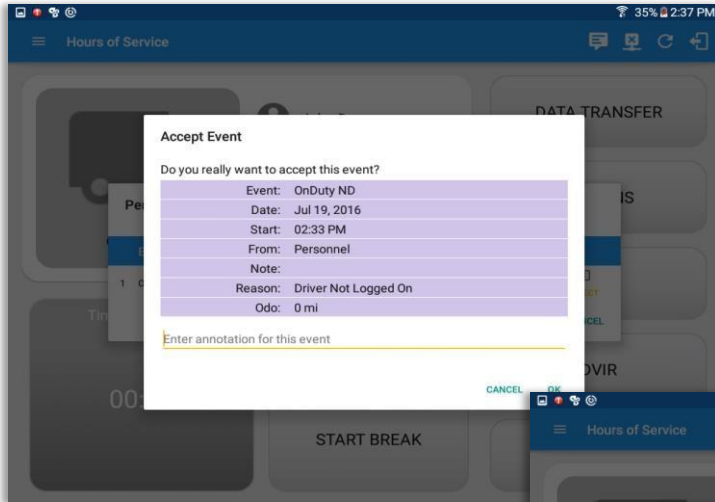 35% 2:37 PM
Hours of Service
DATA TRANSFER
Accept Event
Do you really want to accept this event?
Event: OnDuty ND
Date: Jul 19, 2016
Start: 02:33 PM
From: Personnel
Note:
Reason: Driver Not Logged On
Odo: 0 mi
Enter annotation for this event
CANCEL OK
START BREAK
Hours of Service